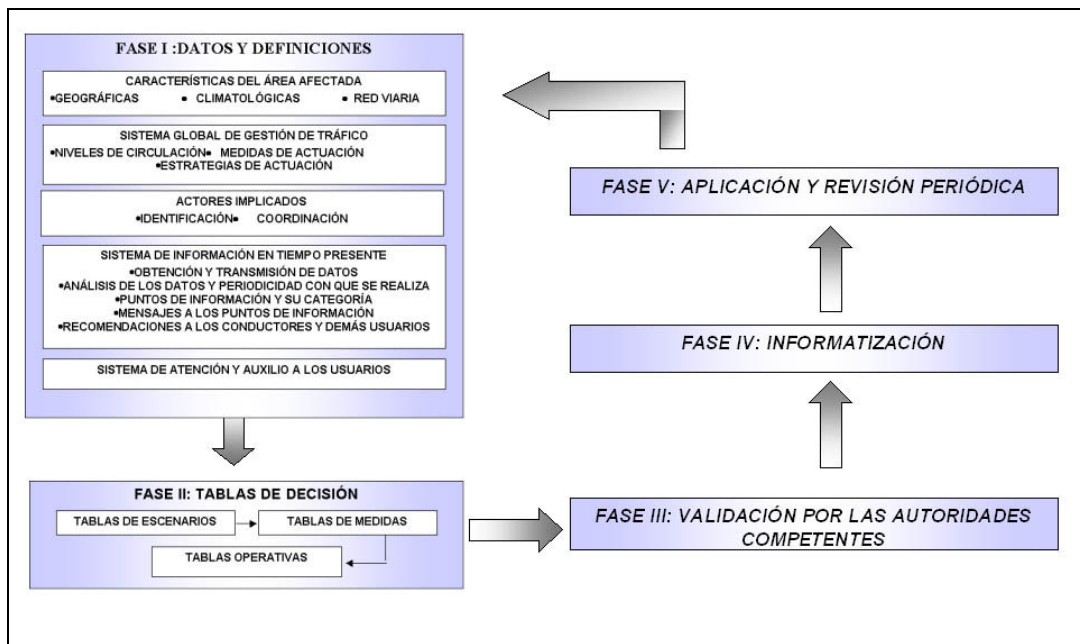 FASE I :DATOS Y DEFINICIONES
CARACTERÍSTICAS DEL ÁREA AFECTADA
•GEOGRÁFICAS • CLIMATOLÓGICAS • RED VIARIA
SISTEMA GLOBAL DE GESTIÓN DE TRÁFICO
•NIVELES DE CIRCULACIÓN• MEDIDAS DE ACTUACIÓN
•ESTRATEGIAS DE ACTUACIÓN
ACTORES IMPLICADOS
•IDENTIFICACIÓN• COORDINACIÓN
SISTEMA DE INFORMACIÓN EN TIEMPO PRESENTE
•OBTENCIÓN Y TRANSMISIÓN DE DATOS
•ANÁLISIS DE LOS DATOS Y PERIODICIDAD CON QUE SE REALIZA
•PUNTOS DE INFORMACIÓN Y SU CATEGORÍA
•MENSAJES A LOS PUNTOS DE INFORMACIÓN
•RECOMENDACIONES A LOS CONDUCTORES Y DEMÁS USUARIOS
SISTEMA DE ATENCIÓN Y AUXILIO A LOS USUARIOS
FASE II: TABLAS DE DECISIÓN
TABLAS DE ESCENARIOS
TABLAS DE MEDIDAS
TABLAS OPERATIVAS
FASE III: VALIDACIÓN POR LAS AUTORIDADES
COMPETENTES
FASE IV: INFORMATIZACIÓN
FASE V: APLICACIÓN Y REVISIÓN PERIÓDICA